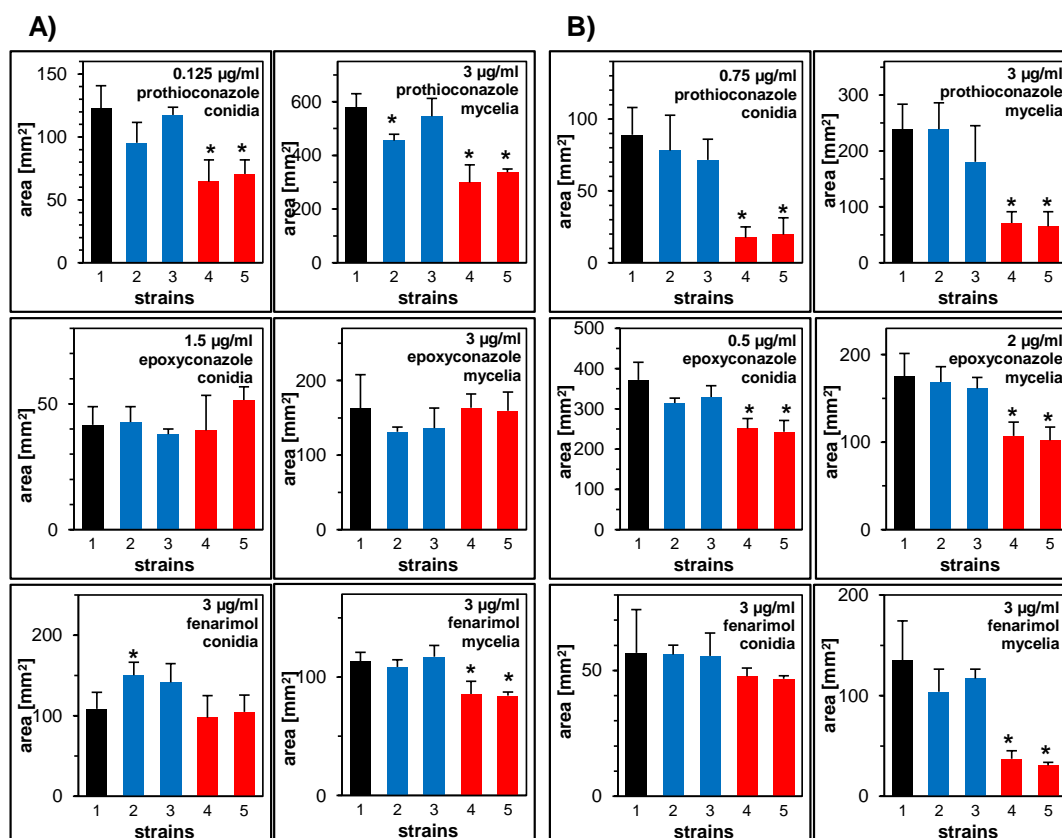 A)
B)
0.125 µg/ml
prothioconazole
conidia
area [mm²]
150
100
50
0
1 2 3 4 5
* *
strains
3 µg/ml
prothioconazole
mycelia
area [mm²]
600
400
200
0
1 2 3 4 5
* * *
strains
0.75 µg/ml
prothioconazole
conidia
area [mm²]
100
50
0
1 2 3 4 5
* *
strains
3 µg/ml
prothioconazole
mycelia
area [mm²]
300
200
100
0
1 2 3 4 5
* *
strains
1.5 µg/ml
epoxyconazole
conidia
area [mm²]
50
0
1 2 3 4 5
strains
3 µg/ml
epoxyconazole
mycelia
area [mm²]
200
100
0
1 2 3 4 5
strains
0.5 µg/ml
epoxyconazole
conidia
area [mm²]
500
400
300
200
100
0
1 2 3 4 5
* *
strains
2 µg/ml
epoxyconazole
mycelia
area [mm²]
200
100
0
1 2 3 4 5
* *
strains
3 µg/ml
fenarimol
conidia
area [mm²]
200
100
0
1 2 3 4 5
*
strains
3 µg/ml
fenarimol
mycelia
area [mm²]
100
0
1 2 3 4 5
* *
strains
3 µg/ml
fenarimol
conidia
area [mm²]
50
0
1 2 3 4 5
strains
3 µg/ml
fenarimol
mycelia
area [mm²]
200
100
0
1 2 3 4 5
* *
strains